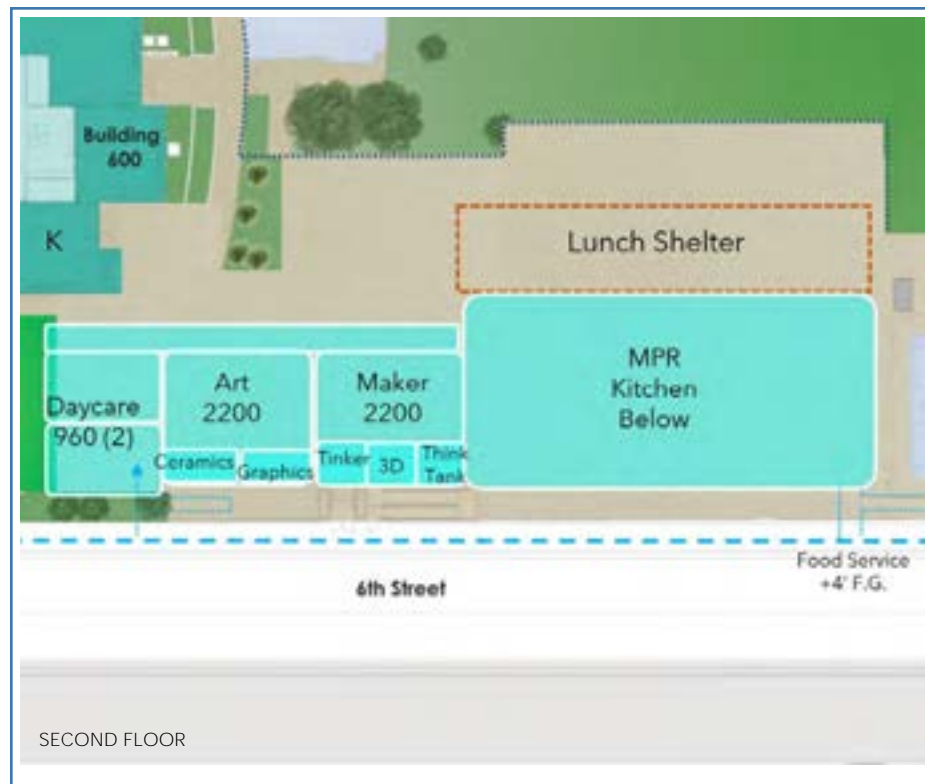 Building
600
K
Lunch Shelter
MPR
Kitchen
Below
Art
2200
Maker
2200
Daycare
960 (2)
Ceramics
Graphics
Tinker
3D
Think
Tank
Food Service
+4' F.G.
6th Street
SECOND FLOOR